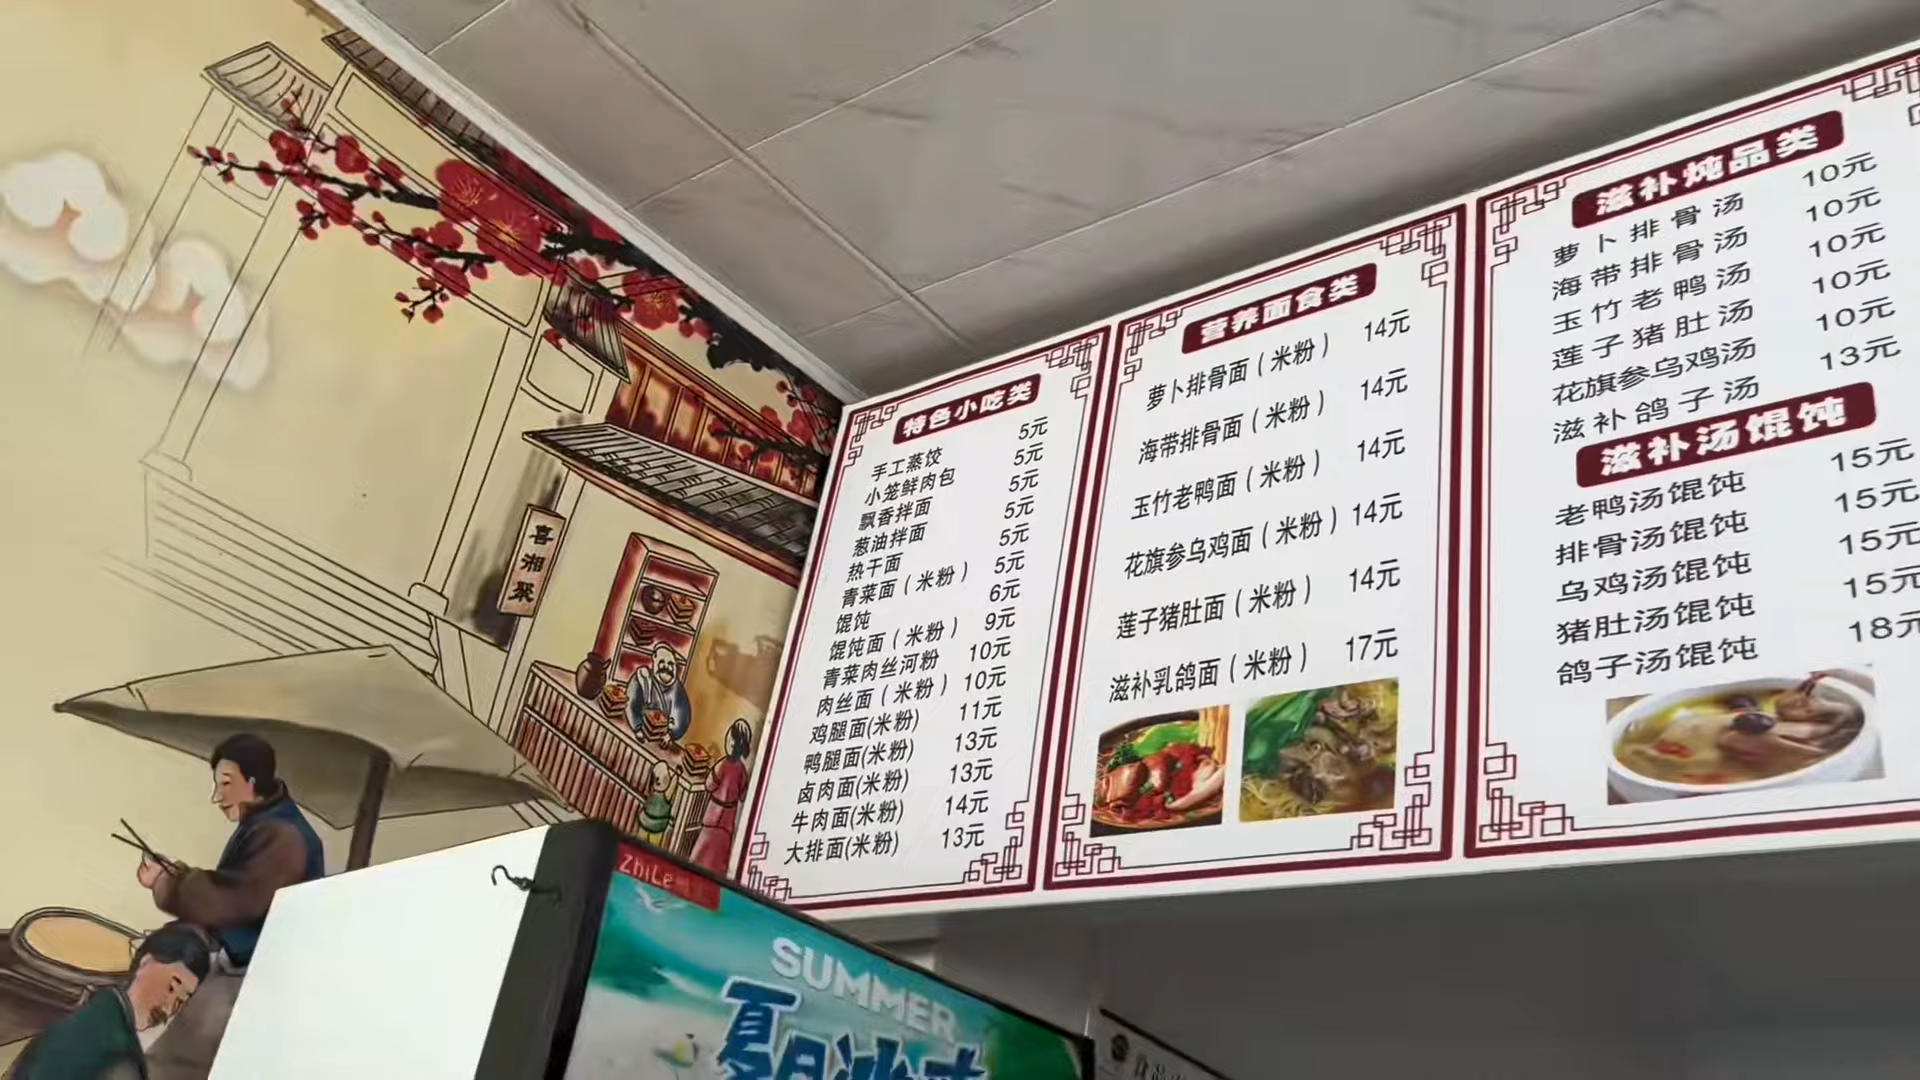 喜湘聚
特色小吃类
手工蒸饺 5元
小笼鲜肉包 5元
飘香拌面 5元
葱油拌面 5元
热干面 5元
青菜面（米粉） 5元
馄饨 6元
馄饨面（米粉） 9元
青菜肉丝河粉 10元
肉丝面（米粉） 10元
鸡腿面(米粉) 11元
鸭腿面(米粉) 13元
卤肉面(米粉) 13元
牛肉面(米粉) 14元
大排面(米粉) 13元
营养面食类
萝卜排骨面（米粉） 14元
海带排骨面（米粉） 14元
玉竹老鸭面（米粉） 14元
花旗参乌鸡面（米粉） 14元
莲子猪肚面（米粉） 14元
滋补乳鸽面（米粉） 17元
滋补炖品类
萝卜排骨汤 10元
海带排骨汤 10元
玉竹老鸭汤 10元
莲子猪肚汤 10元
花旗参乌鸡汤 10元
滋补鸽子汤 13元
滋补汤馄饨
老鸭汤馄饨 15元
排骨汤馄饨 15元
乌鸡汤馄饨 15元
猪肚汤馄饨 15元
鸽子汤馄饨 18元
ZhiLe
SUMMER
夏